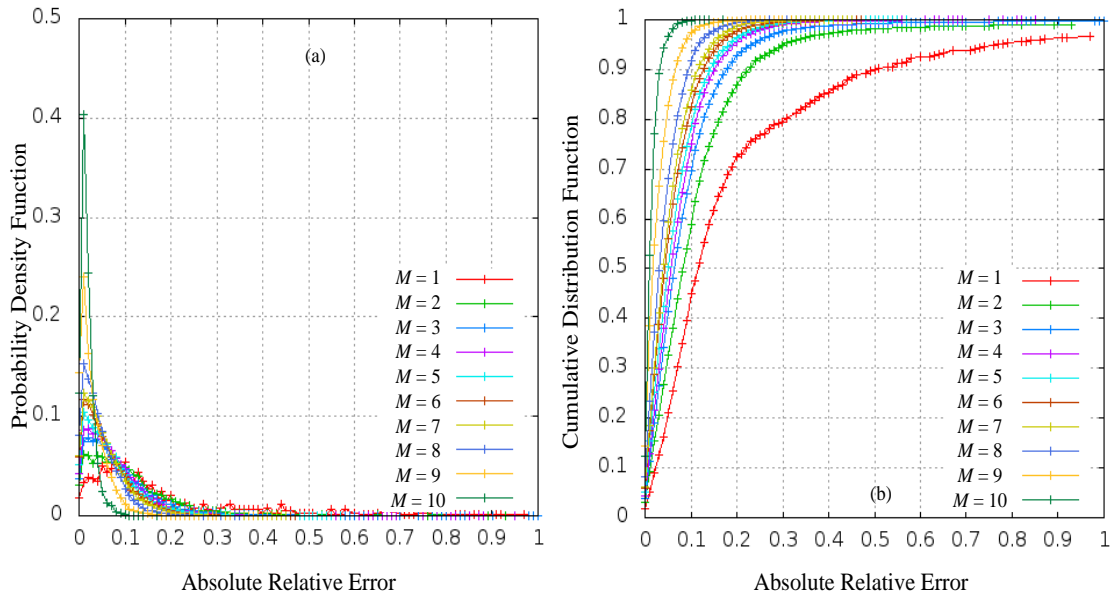 (a)
Probability Density Function
0.5
0.4
0.3
0.2
0.1
0
M = 1
M = 2
M = 3
M = 4
M = 5
M = 6
M = 7
M = 8
M = 9
M = 10
0 0.1 0.2 0.3 0.4 0.5 0.6 0.7 0.8 0.9 1
Absolute Relative Error
Cumulative Distribution Function
1
0.9
0.8
0.7
0.6
0.5
0.4
0.3
0.2
0.1
0
M = 1
M = 2
M = 3
M = 4
M = 5
M = 6
M = 7
M = 8
M = 9
M = 10
(b)
0 0.1 0.2 0.3 0.4 0.5 0.6 0.7 0.8 0.9 1
Absolute Relative Error